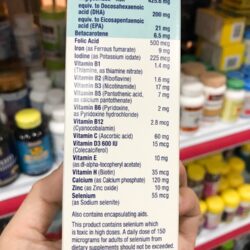 equiv. to Docosahexaenoic
acid (DHA) 200 mg
equiv. to Eicosapentaenoic
acid (EPA) 21 mg
Betacarotene 6.5 mg
Folic Acid 500 mcg
Iron (as Ferrous fumarate) 9 mg
Iodine (as Potassium iodate) 225 mcg
Vitamin B1 1.4 mg
(Thiamine, as thiamine nitrate)
Vitamin B2 (Riboflavin) 1.6 mg
Vitamin B3 (Nicotinamide) 17 mg
Vitamin B5 (Pantothenic acid, 7 mg
as calcium pantothenate)
Vitamin B6 (Pyridoxine, 2 mg
as Pyridoxine hydrochloride)
Vitamin B12 2.8 mcg
(Cyanocobalamin)
Vitamin C (Ascorbic acid) 60 mg
Vitamin D3 600 IU 15 mcg
(Colecalciferol)
Vitamin E 10 mg
(as dl-alpha-tocopheryl acetate)
Vitamin H (Biotin) 35 mcg
Calcium (as Calcium phosphate) 120 mg
Zinc (as Zinc oxide) 10 mg
Selenium 55 mcg
(as Selenomethionine)
Also contains encapsulating aids.
This product contains selenium which
is toxic in high doses. A daily dose of 150
micrograms for adults of selenium from
dietary supplements should not be exceeded.